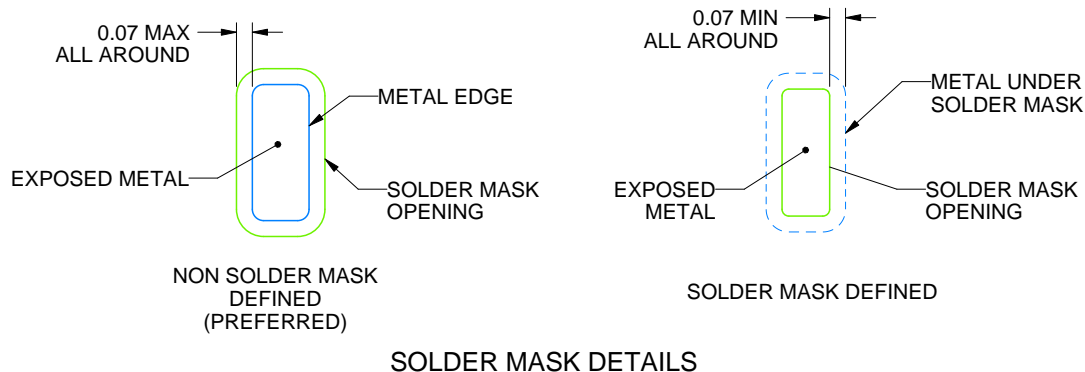 0.07 MAX
ALL AROUND
METAL EDGE
EXPOSED METAL
SOLDER MASK
OPENING
NON SOLDER MASK
DEFINED
(PREFERRED)
0.07 MIN
ALL AROUND
METAL UNDER
SOLDER MASK
EXPOSED
METAL
SOLDER MASK
OPENING
SOLDER MASK DEFINED
SOLDER MASK DETAILS